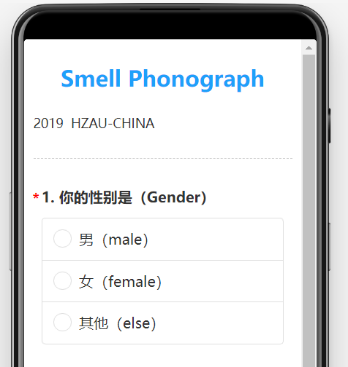 Smell Phonograph
2019 HZAU-CHINA
* 1. 你的性别是（Gender）
男（male）
女（female）
其他（else）